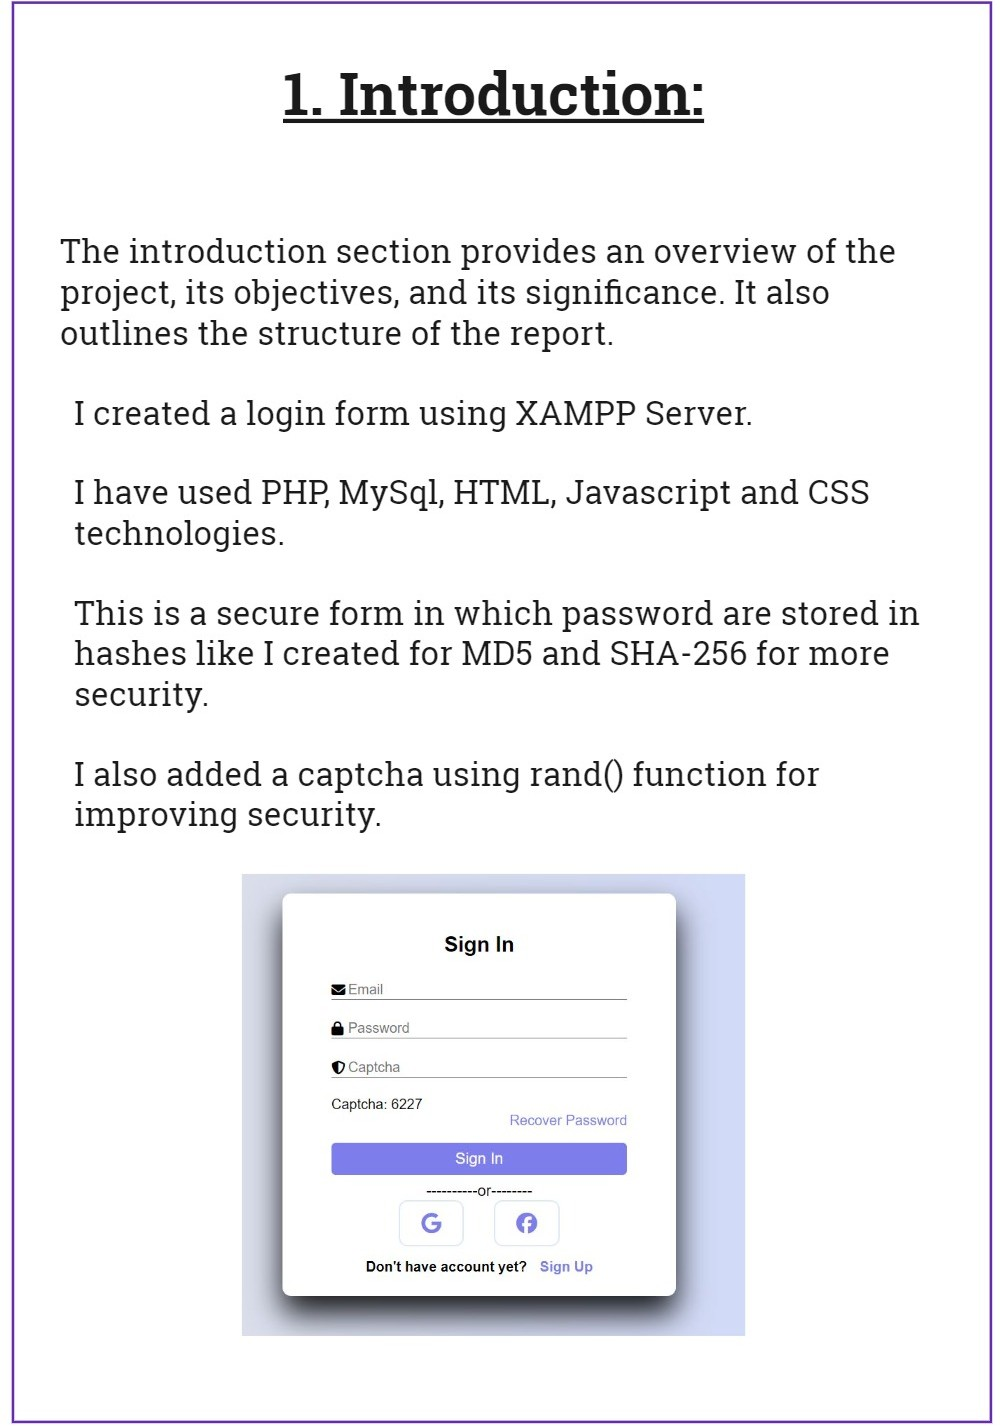 1. Introduction:
The introduction section provides an overview of the
project, its objectives, and its significance. It also
outlines the structure of the report.
I created a login form using XAMPP Server.
I have used PHP, MySql, HTML, Javascript and CSS
technologies.
This is a secure form in which password are stored in
hashes like I created for MD5 and SHA-256 for more
security.
I also added a captcha using rand() function for
improving security.
Sign In
Email
Password
Captcha
Captcha: 6227
Recover Password
Sign In
----------or--------
G
Don't have account yet? Sign Up